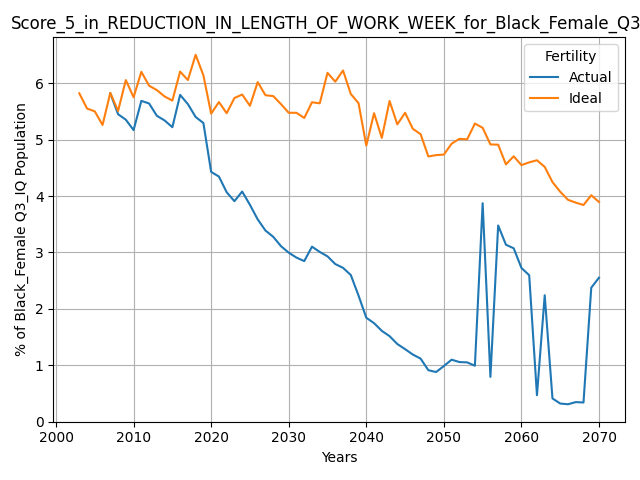 Score_5_in_REDUCTION_IN_LENGTH_OF_WORK_WEEK_for_Black_Female_Q3
Fertility
Actual
Ideal
% of Black_Female Q3_IQ Population
6
5
4
3
2
1
0
2000 2010 2020 2030 2040 2050 2060 2070
Years